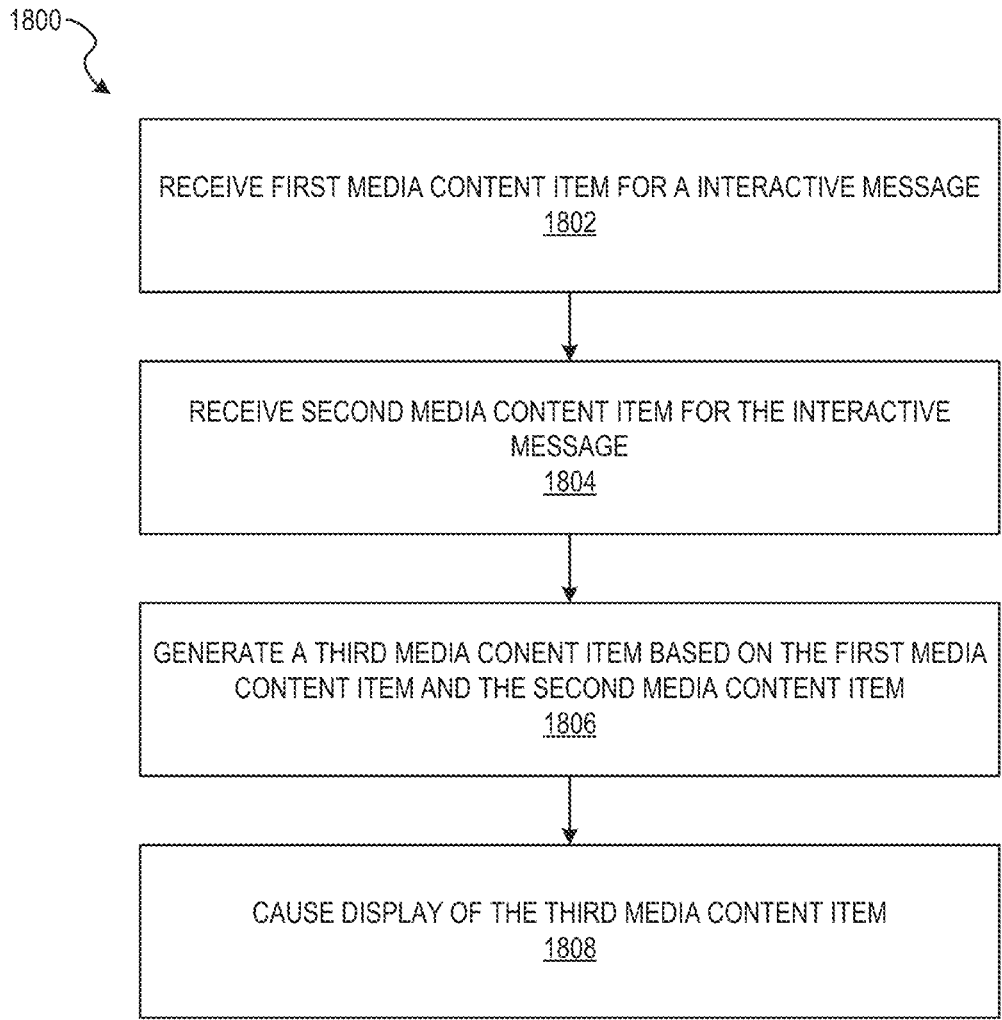 1800
RECEIVE FIRST MEDIA CONTENT ITEM FOR A INTERACTIVE MESSAGE
1802
RECEIVE SECOND MEDIA CONTENT ITEM FOR THE INTERACTIVE
MESSAGE
1804
GENERATE A THIRD MEDIA CONENT ITEM BASED ON THE FIRST MEDIA
CONTENT ITEM AND THE SECOND MEDIA CONTENT ITEM
1806
CAUSE DISPLAY OF THE THIRD MEDIA CONTENT ITEM
1808